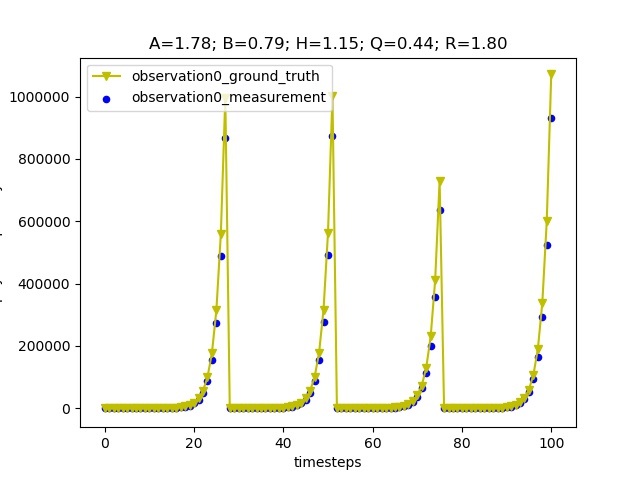 A=1.78; B=0.79; H=1.15; Q=0.44; R=1.80
observation0_ground_truth
observation0_measurement
1000000
800000
600000
400000
200000
0
0 20 40 60 80 100
timesteps